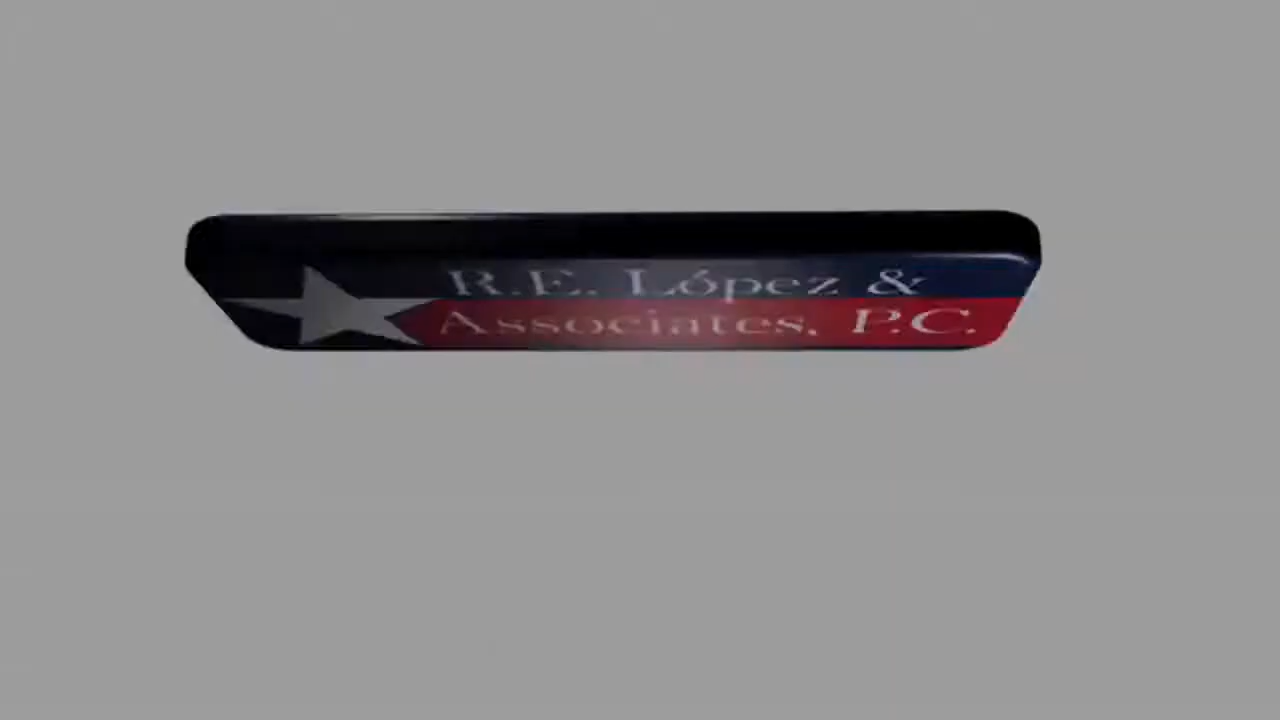 R.E. López &
Associates, P.C.